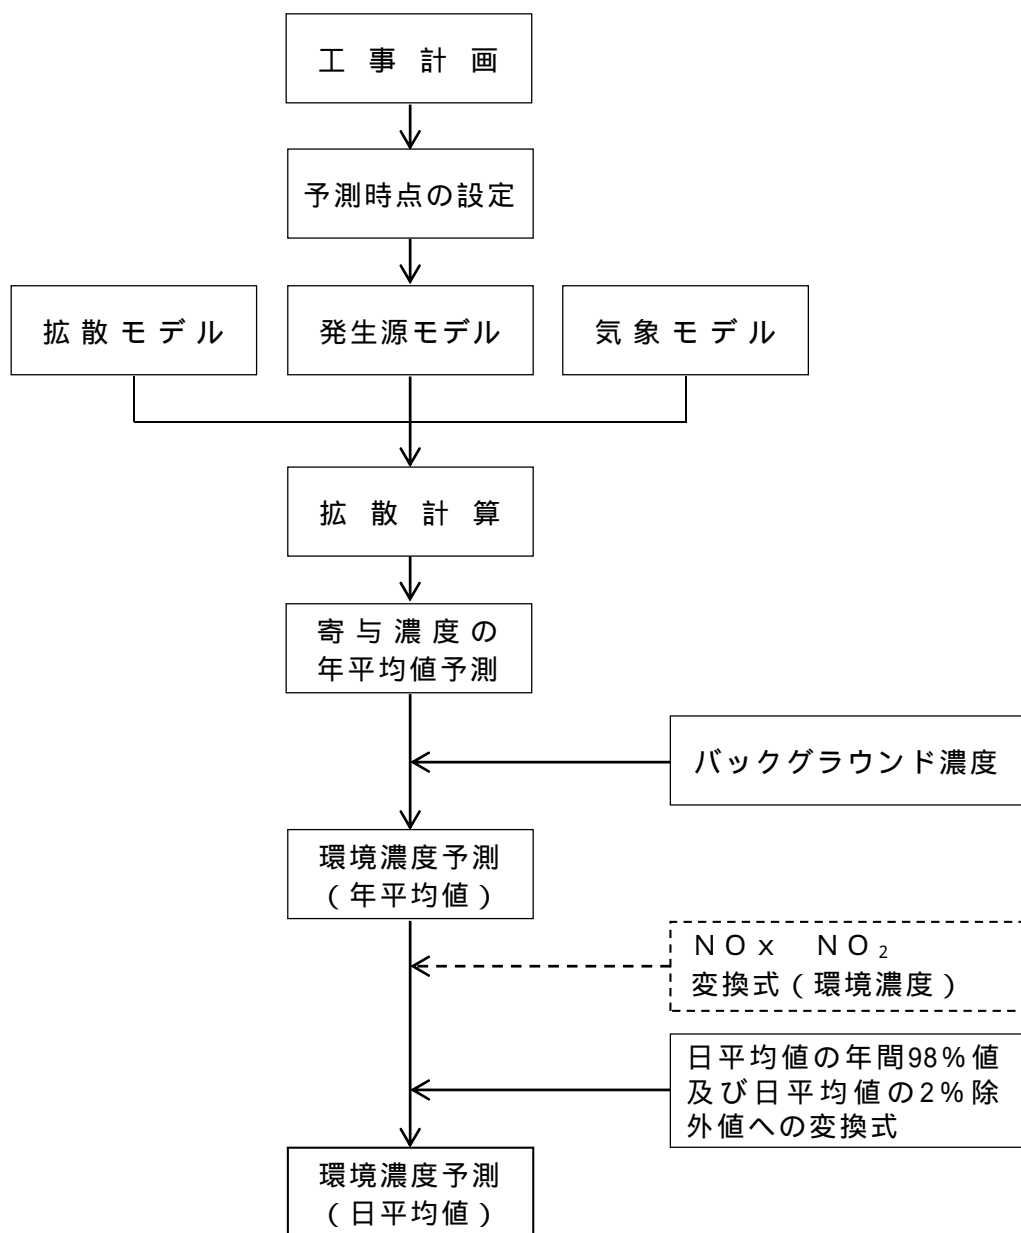 工事計画
予測時点の設定
拡散モデル
発生源モデル
気象モデル
拡散計算
寄与濃度の
年平均値予測
バックグラウンド濃度
環境濃度予測
(年平均値)
NOx NO₂
変換式(環境濃度)
日平均値の年間98%値
及び日平均値の2%除
外値への変換式
環境濃度予測
(日平均値)